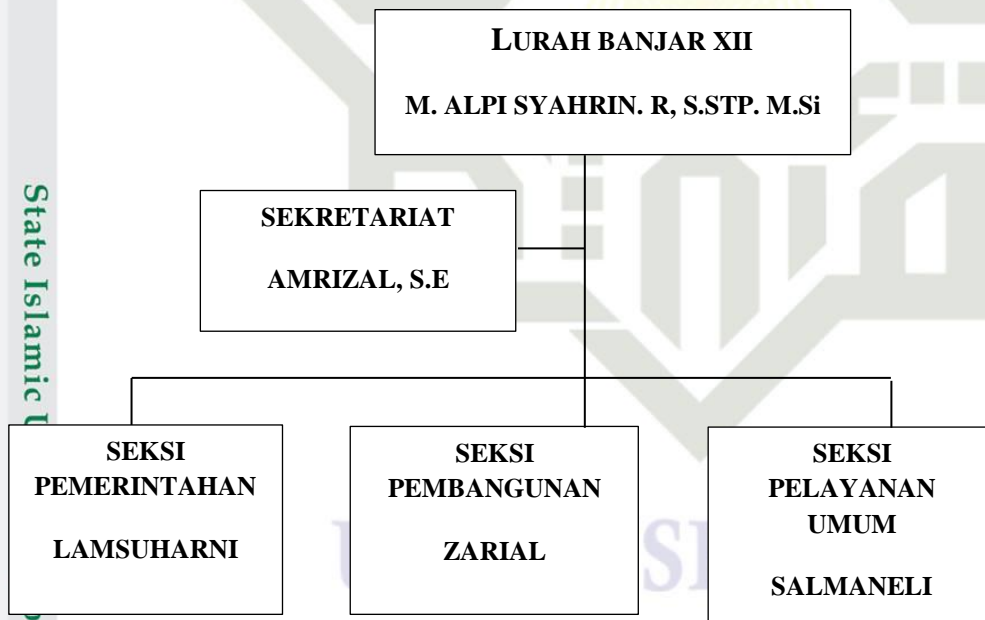 LURAH BANJAR XII
M. ALPI SYAHRIN. R, S.STP. M.Si
SEKRETARIAT
AMRIZAL, S.E
SEKSI
PEMERINTAHAN
LAMSUHARNI
SEKSI
PEMBANGUNAN
ZARIAL
SEKSI
PELAYANAN
UMUM
SALMANELI
State Islamic